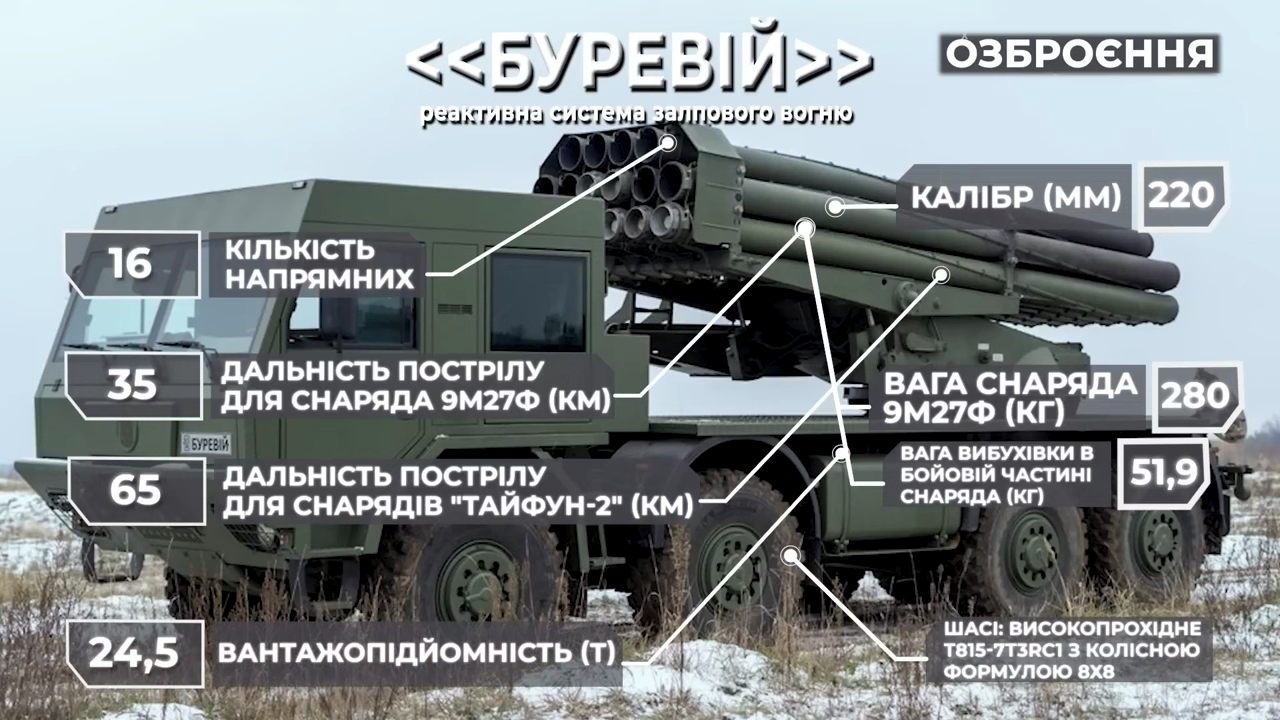 <<БУРЕВІЙ>>
реактивна система залпового вогню
ОЗБРОЄННЯ
16
КІЛЬКІСТЬ
НАПРЯМНИХ
КАЛІБР (ММ)
220
35
ДАЛЬНІСТЬ ПОСТРІЛУ
ДЛЯ СНАРЯДА 9М27Ф (КМ)
ВАГА СНАРЯДА
9М27Ф (КГ)
280
БУРЕВІЙ
65
ДАЛЬНІСТЬ ПОСТРІЛУ
ДЛЯ СНАРЯДІВ "ТАЙФУН-2" (КМ)
ВАГА ВИБУХІВКИ В
БОЙОВІЙ ЧАСТИНІ
СНАРЯДА (КГ)
51,9
24,5
ВАНТАЖОПІДЙОМНІСТЬ (Т)
ШАСІ: ВИСОКОПРОХІДНЕ
T815-7T3RC1 З КОЛІСНОЮ
ФОРМУЛОЮ 8Х8